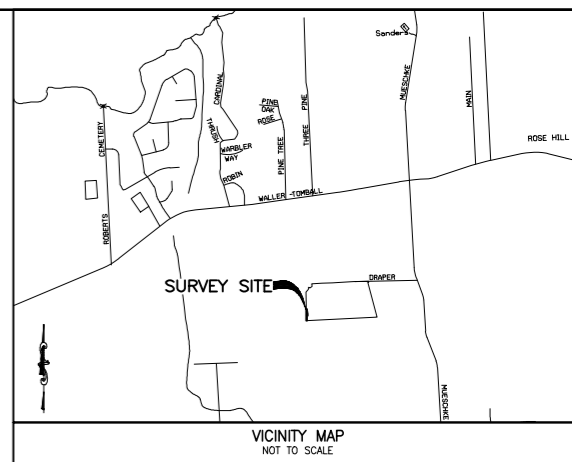 Sanders
CARDINAL
MUESCHKE
MAIN
PINE
OAK
ROSE
THREE PINE
CEMETERY
THRUSH
PINE TREE
WARBLER
WAY
ROSE HILL
ROBIN
WALLER-TOMBALL
ROBERTS
DRAPER
SURVEY SITE
MUESCHKE
VICINITY MAP
NOT TO SCALE